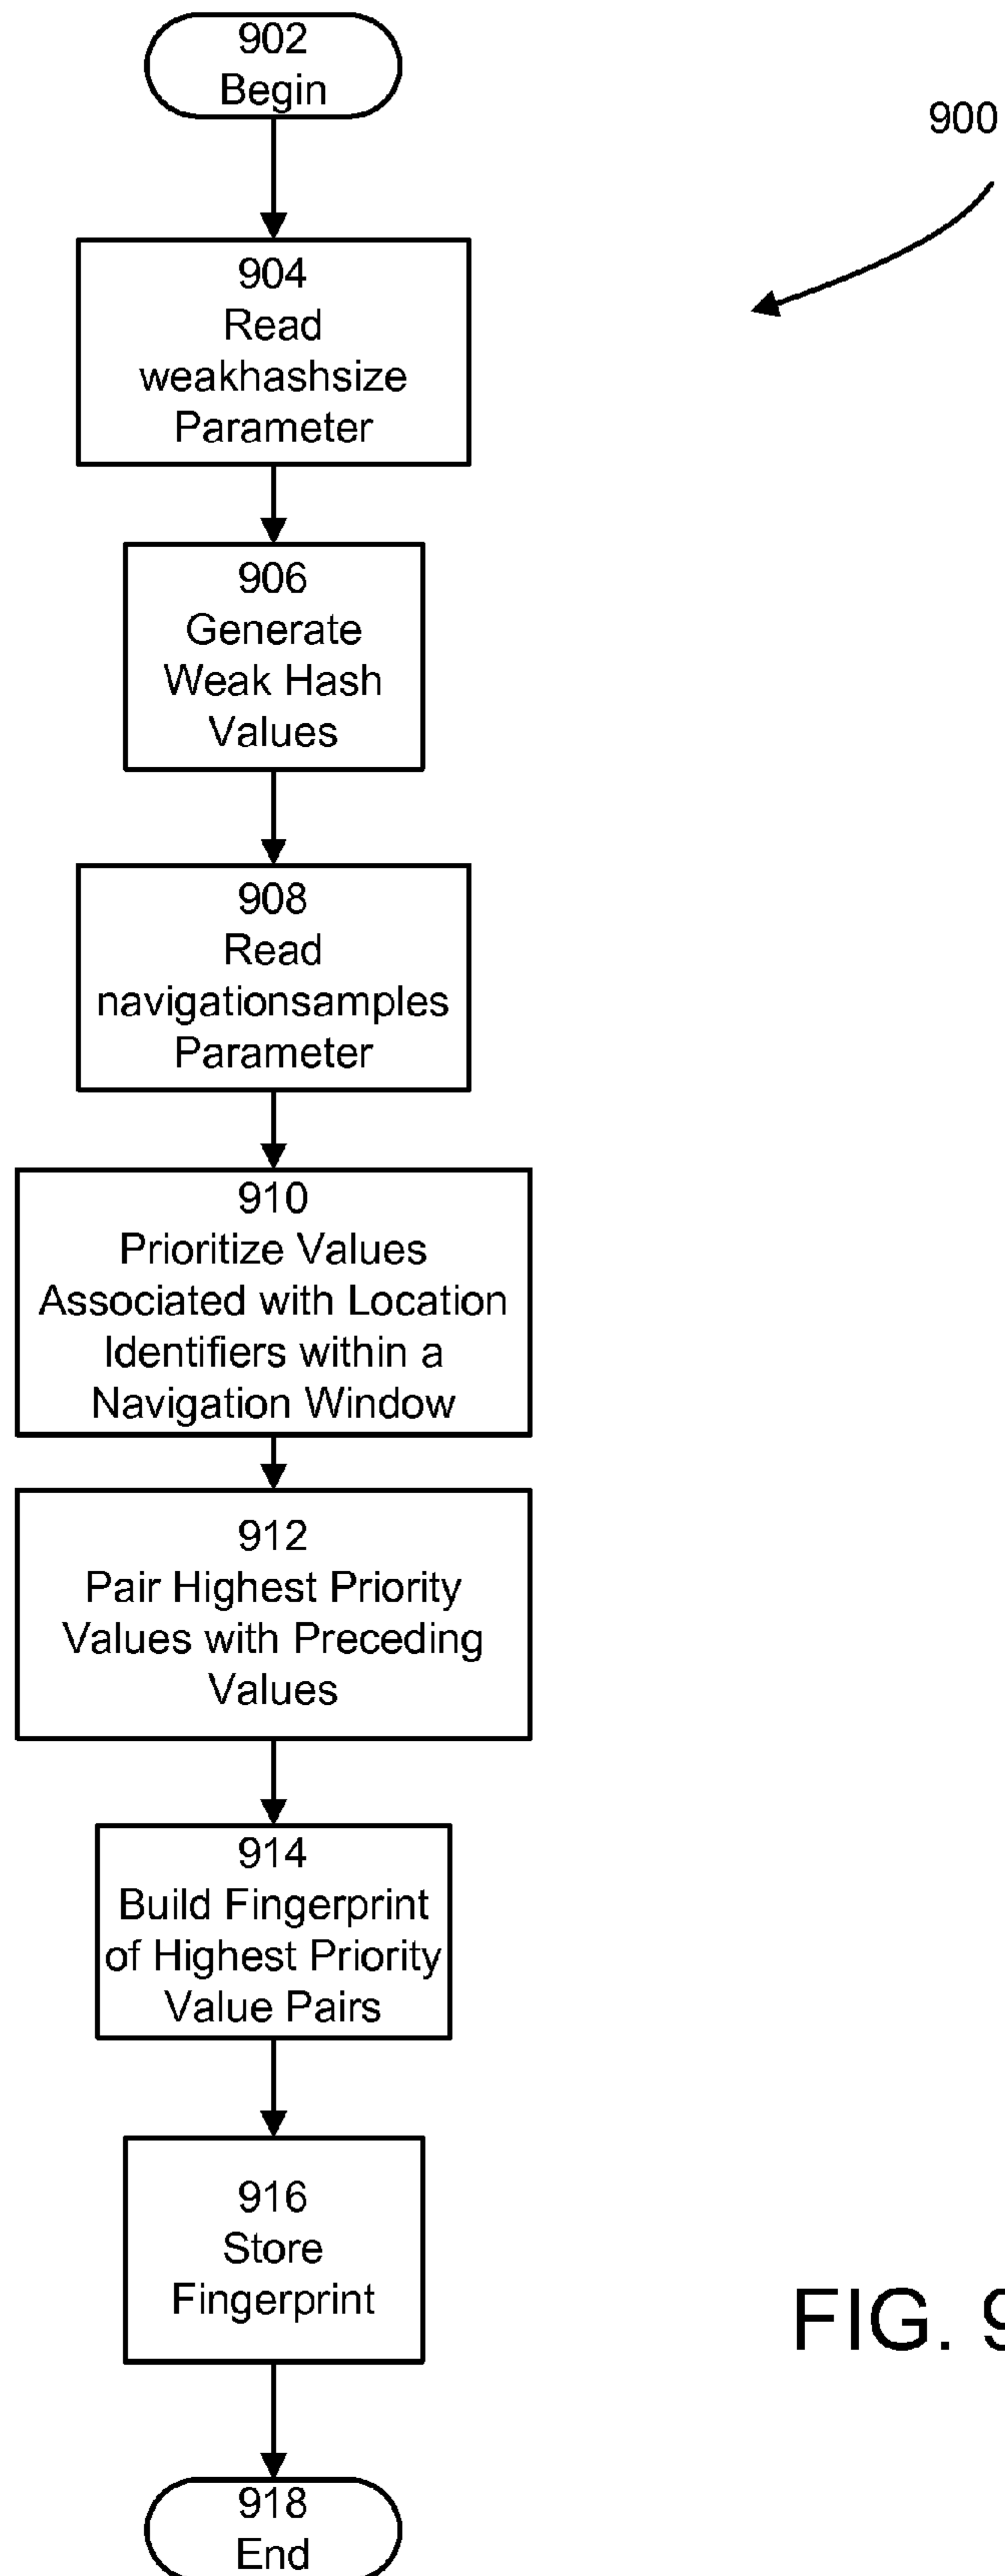 902
Begin
900
904
Read
weakhashsize
Parameter
906
Generate
Weak Hash
Values
908
Read
navigationsamples
Parameter
910
Prioritize Values
Associated with Location
Identifiers within a
Navigation Window
912
Pair Highest Priority
Values with Preceding
Values
914
Build Fingerprint
of Highest Priority
Value Pairs
916
Store
Fingerprint
FIG. 9
918
End